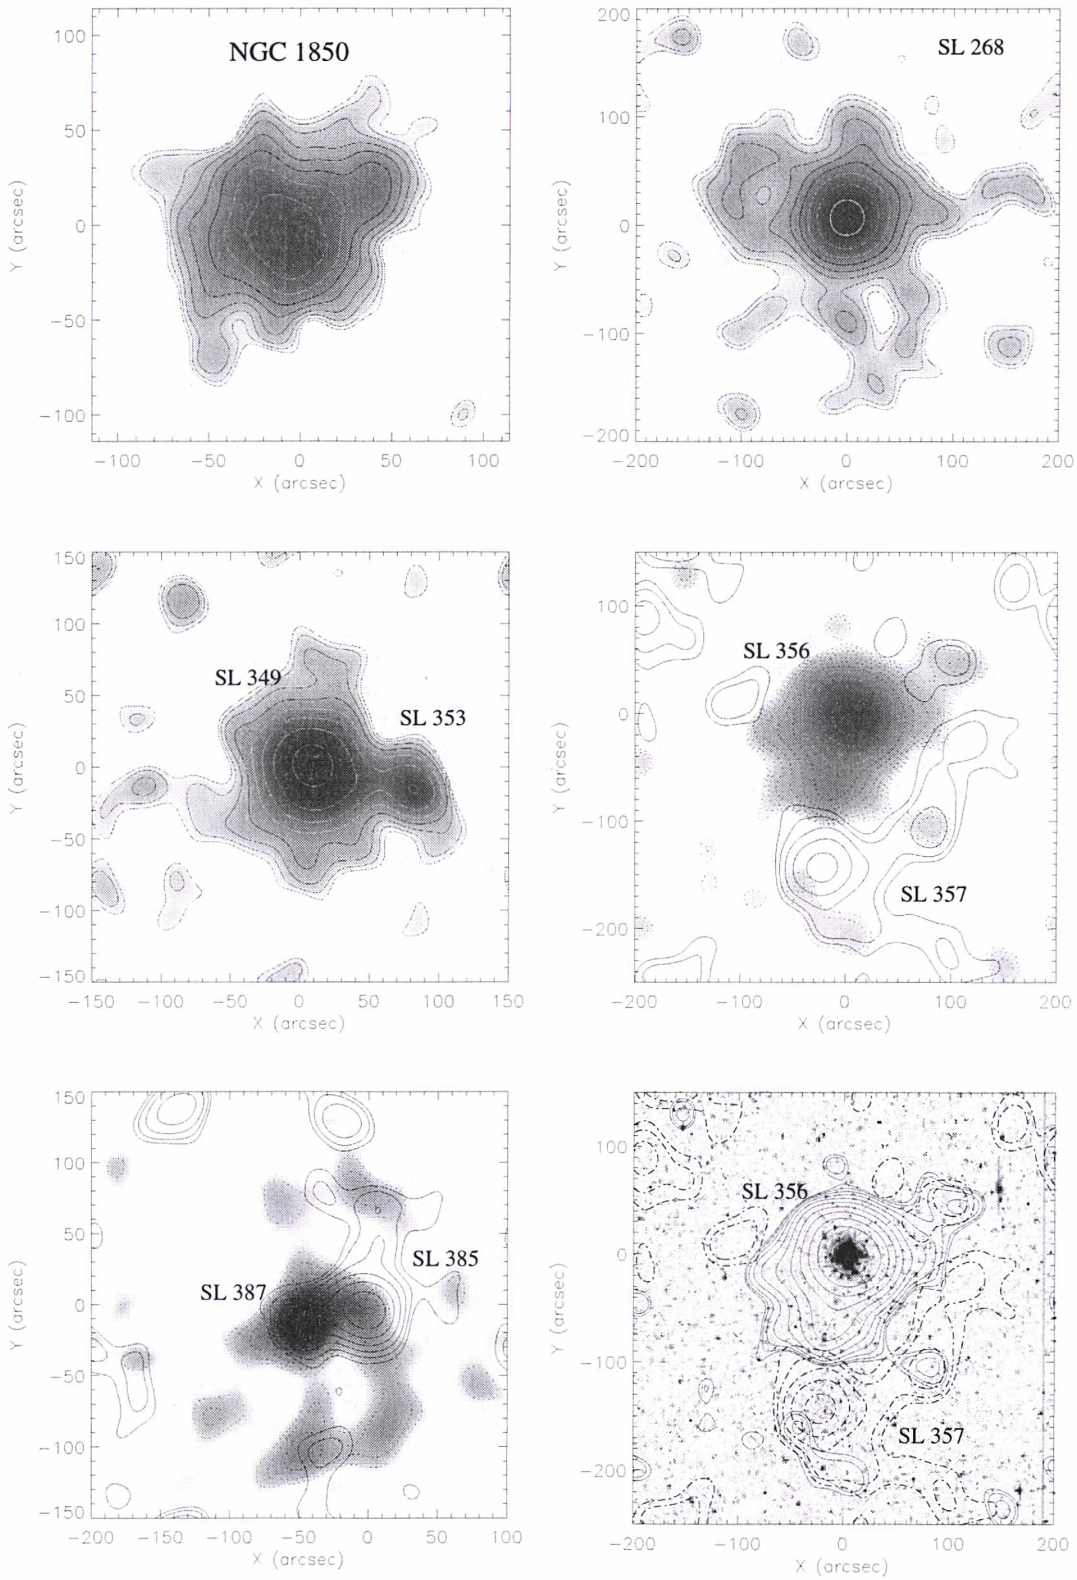 NGC 1850
100
50
0
−50
−100
Y (arcsec)
−100 −50 0 50 100
X (arcsec)
SL 268
200
100
0
−100
−200
Y (arcsec)
−200 −100 0 100 200
X (arcsec)
SL 349
SL 353
150
100
50
0
−50
−100
−150
Y (arcsec)
−150 −100 −50 0 50 100 150
X (arcsec)
SL 356
SL 357
100
0
−100
−200
Y (arcsec)
−200 −100 0 100 200
X (arcsec)
SL 385
SL 387
150
100
50
0
−50
−100
−150
Y (arcsec)
−200 −150 −100 −50 0 50 100
X (arcsec)
SL 356
SL 357
100
0
−100
−200
Y (arcsec)
−200 −100 0 100 200
X (arcsec)